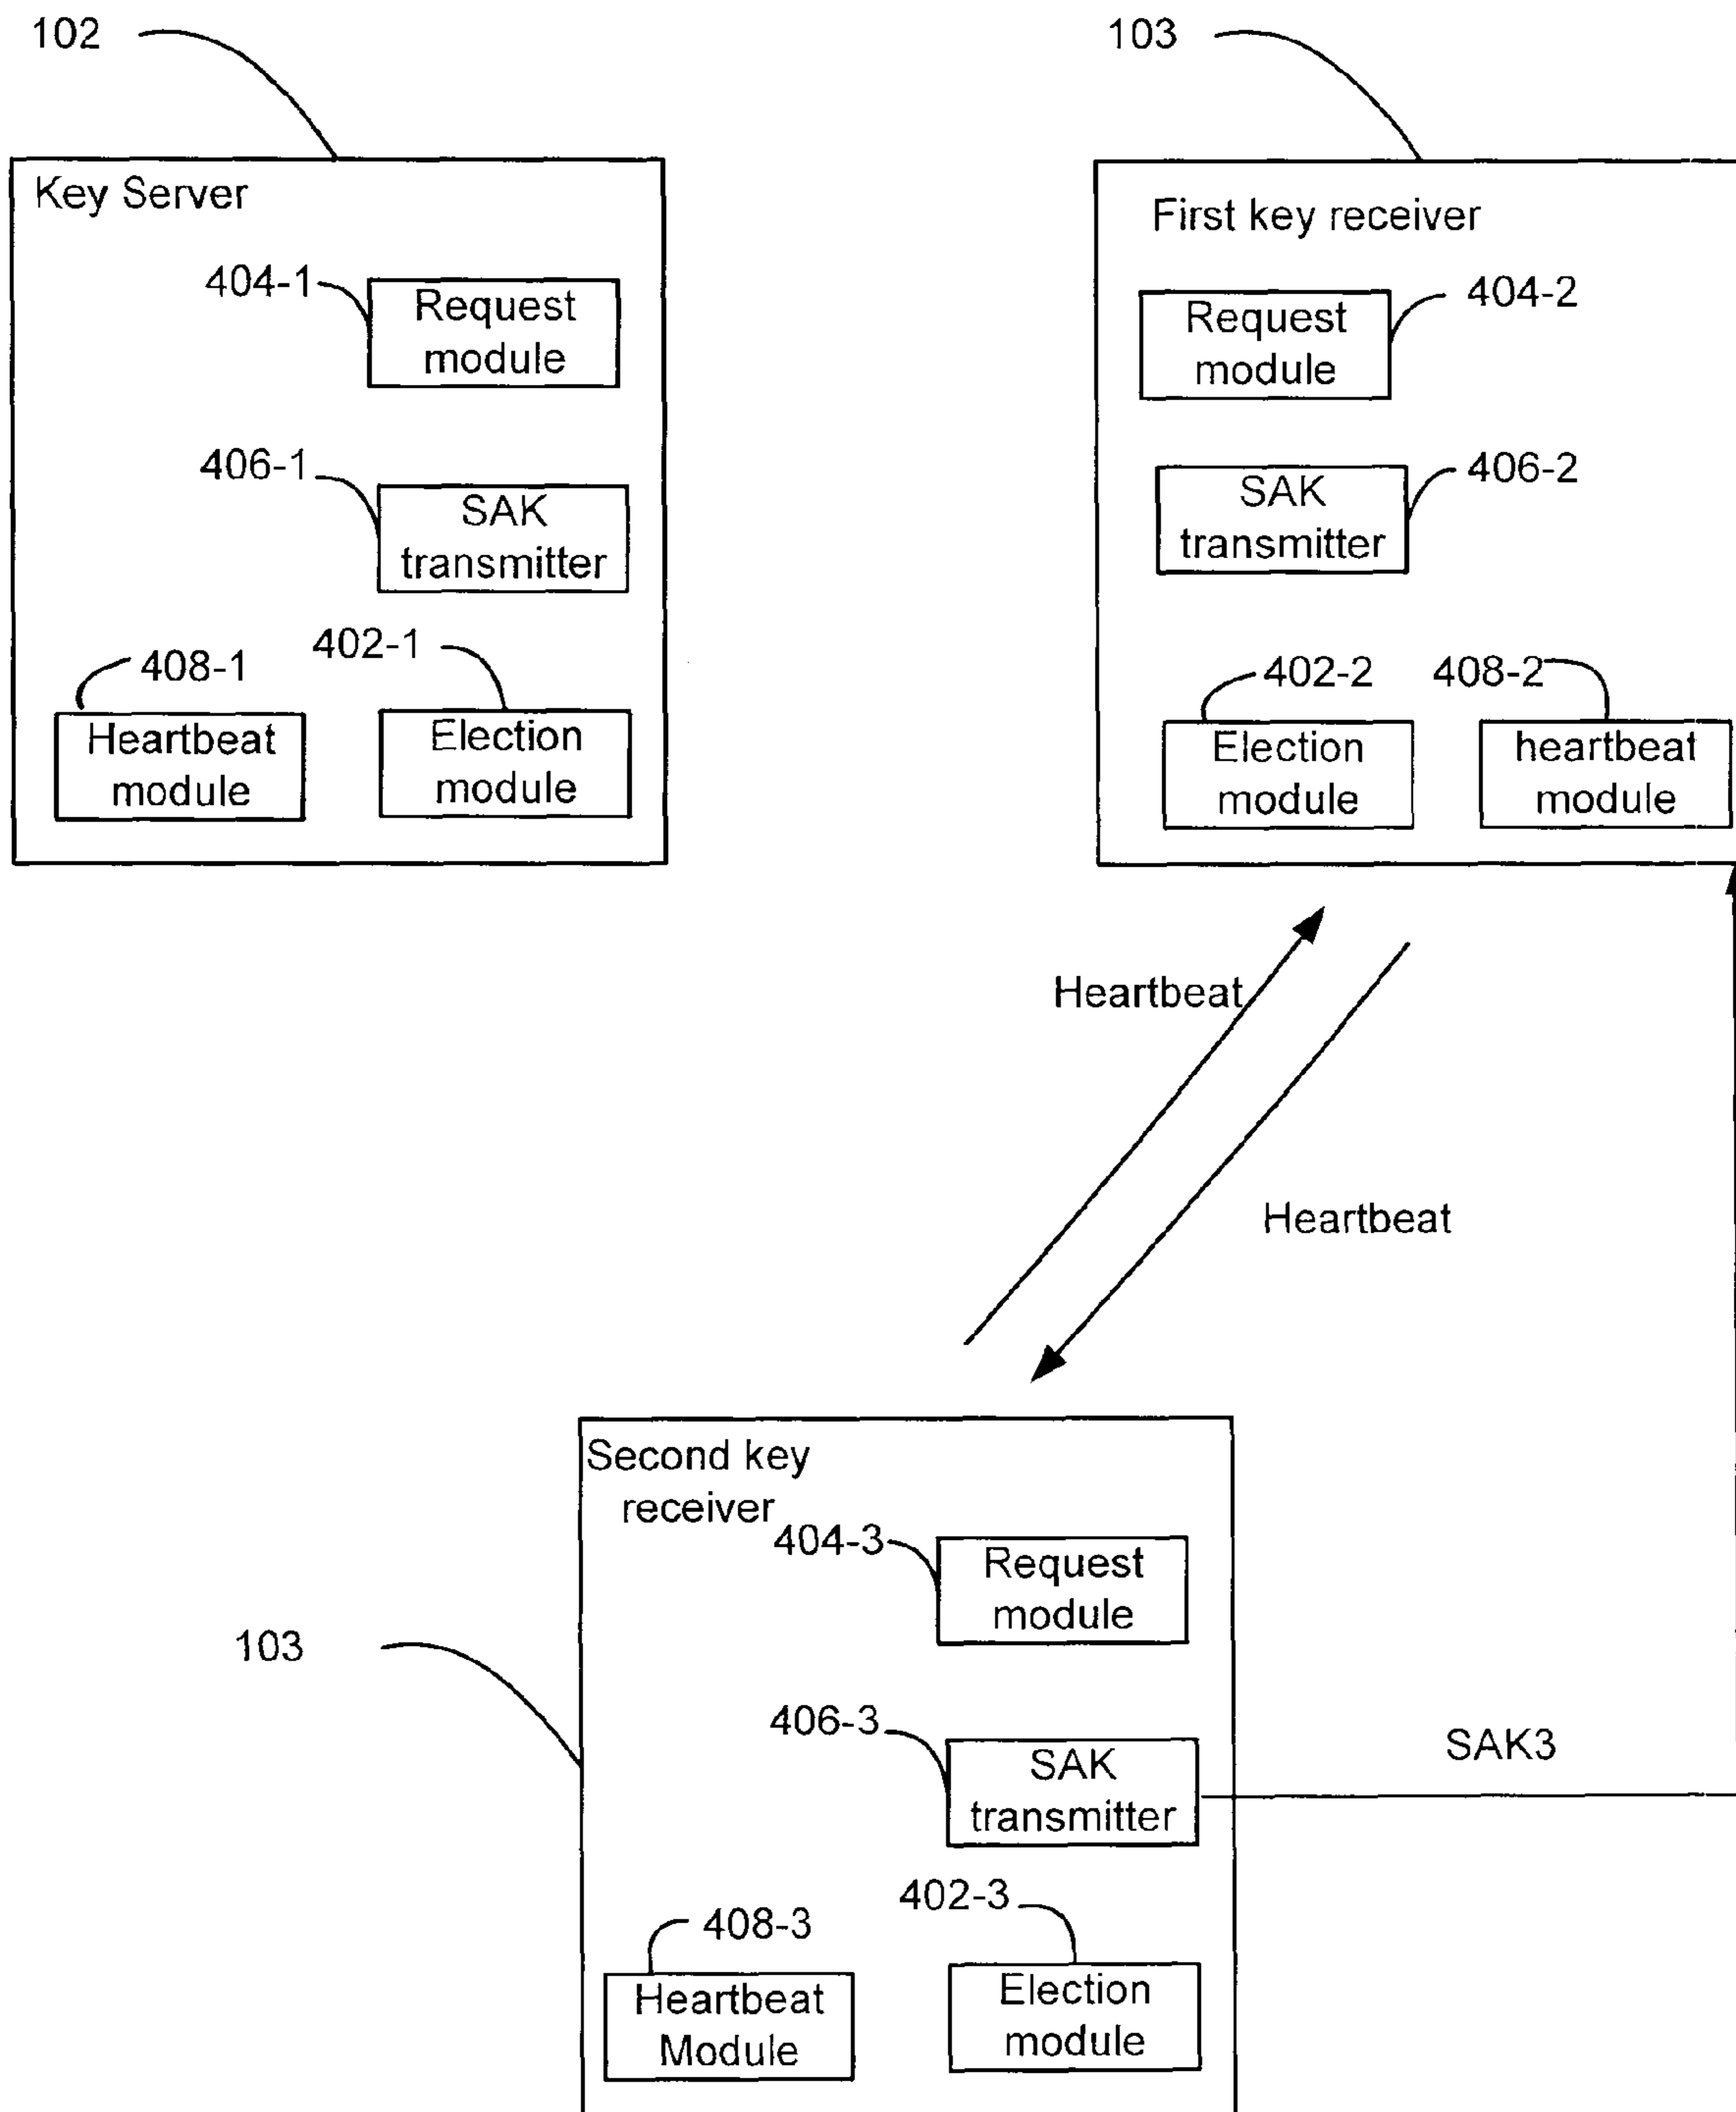 102
103
Key Server
404-1
Request
module
406-1
SAK
transmitter
408-1
402-1
Heartbeat
module
Election
module
First key receiver
404-2
Request
module
406-2
SAK
transmitter
402-2
408-2
Election
module
heartbeat
module
Heartbeat
Heartbeat
Second key
receiver
404-3
Request
module
103
406-3
SAK
transmitter
SAK3
402-3
408-3
Heartbeat
Module
Election
module